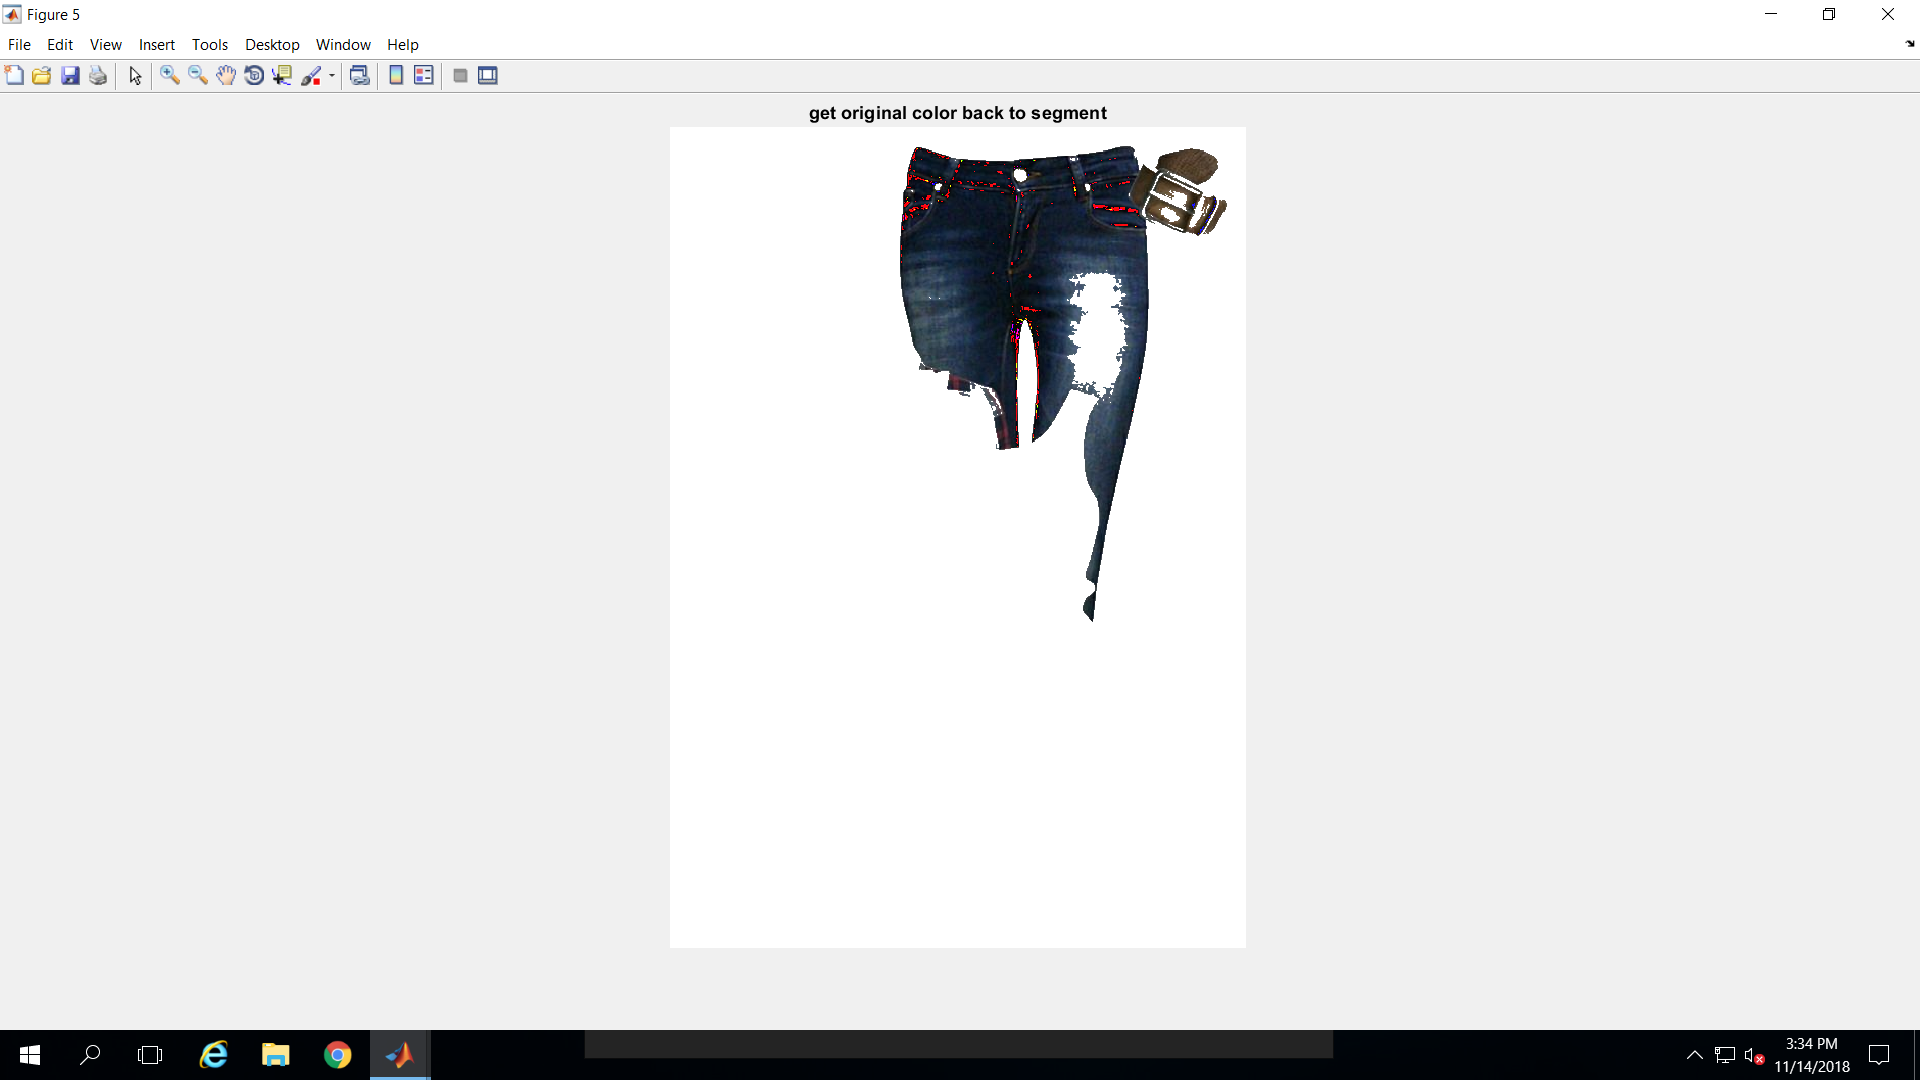 Figure 5
File Edit View Insert Tools Desktop Window Help
get original color back to segment
3:34 PM
11/14/2018